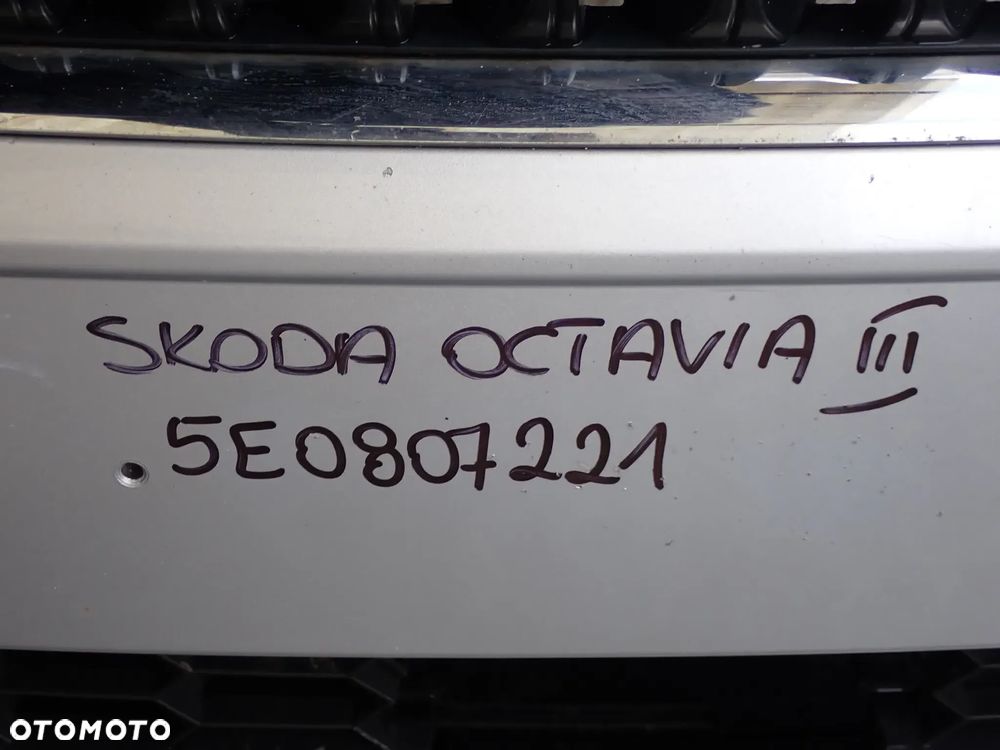 SKODA OCTAVIA III
5E0807221
OTOMOTO